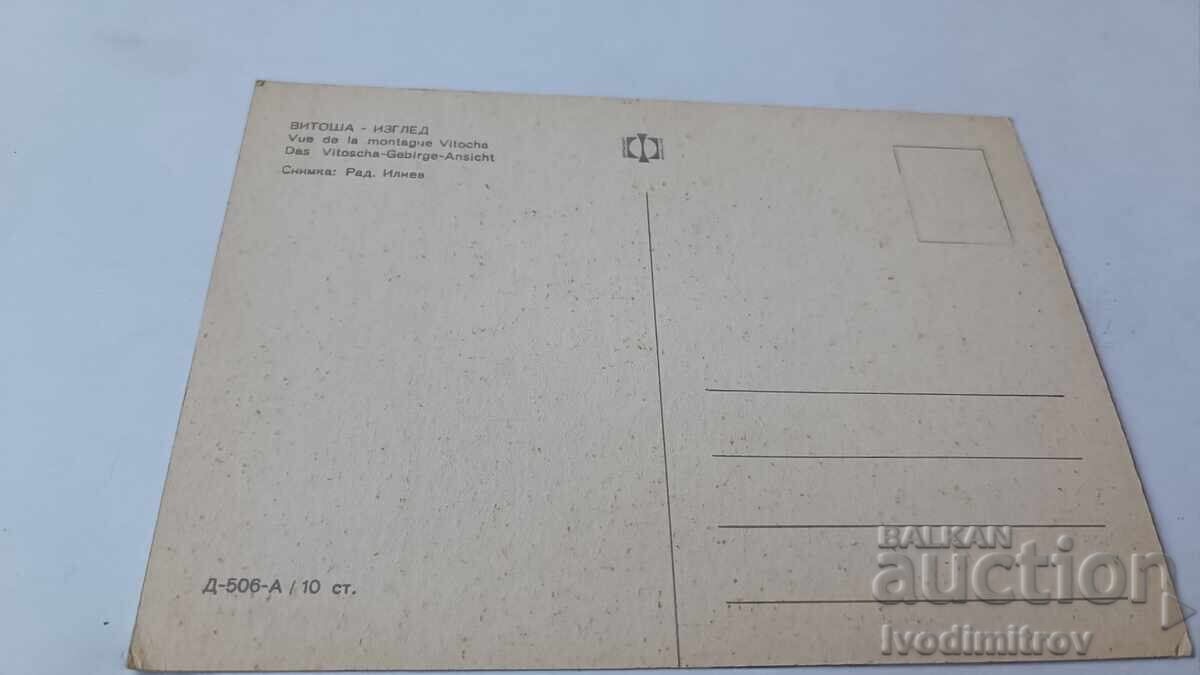 ВИТОША - ИЗГЛЕД
Vue de la montagve Vitocha
Das Vitoscha-Gebirge-Ansicht
Снимка: Рад. Илиев
Д-506-А / 10 ст.
BALKAN
auction
Ivodimitrov